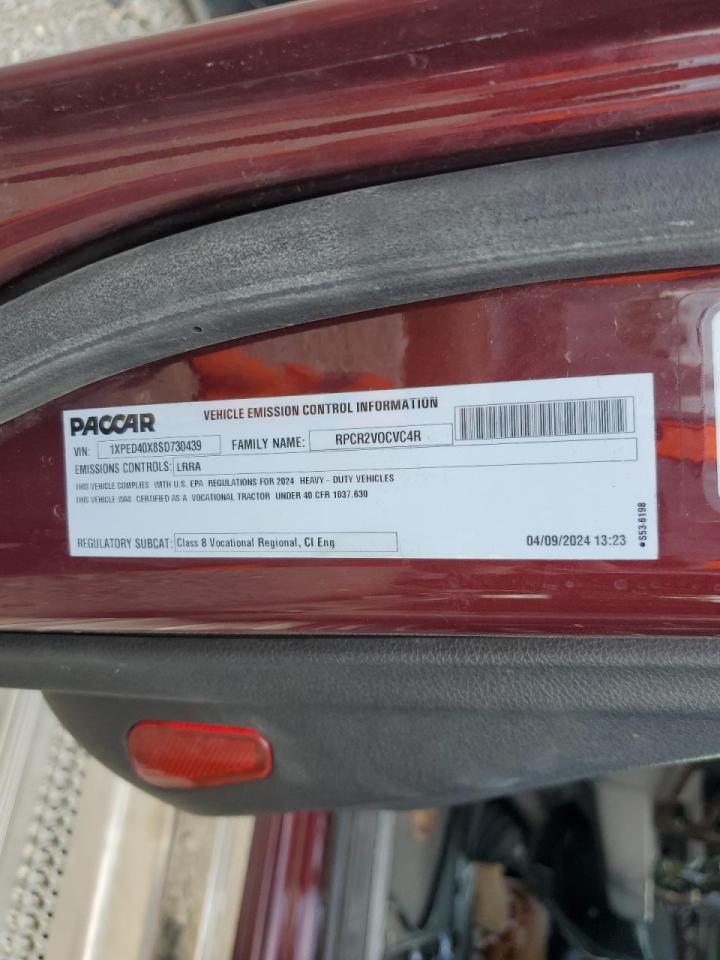 PACCAR VEHICLE EMISSION CONTROL INFORMATION
VIN: 1XPED40X8SD730439 FAMILY NAME: RPCR2VOCVC4R
EMISSIONS CONTROLS: LRRA
THIS VEHICLE COMPLIES WITH U.S. EPA REGULATIONS FOR 2024 HEAVY - DUTY VEHICLES
THIS VEHICLE WAS CERTIFIED AS A VOCATIONAL TRACTOR UNDER 40 CFR 1037.630
REGULATORY SUBCAT: Class 8 Vocational Regional, CI Eng 04/09/2024 13:23
• S53-6198